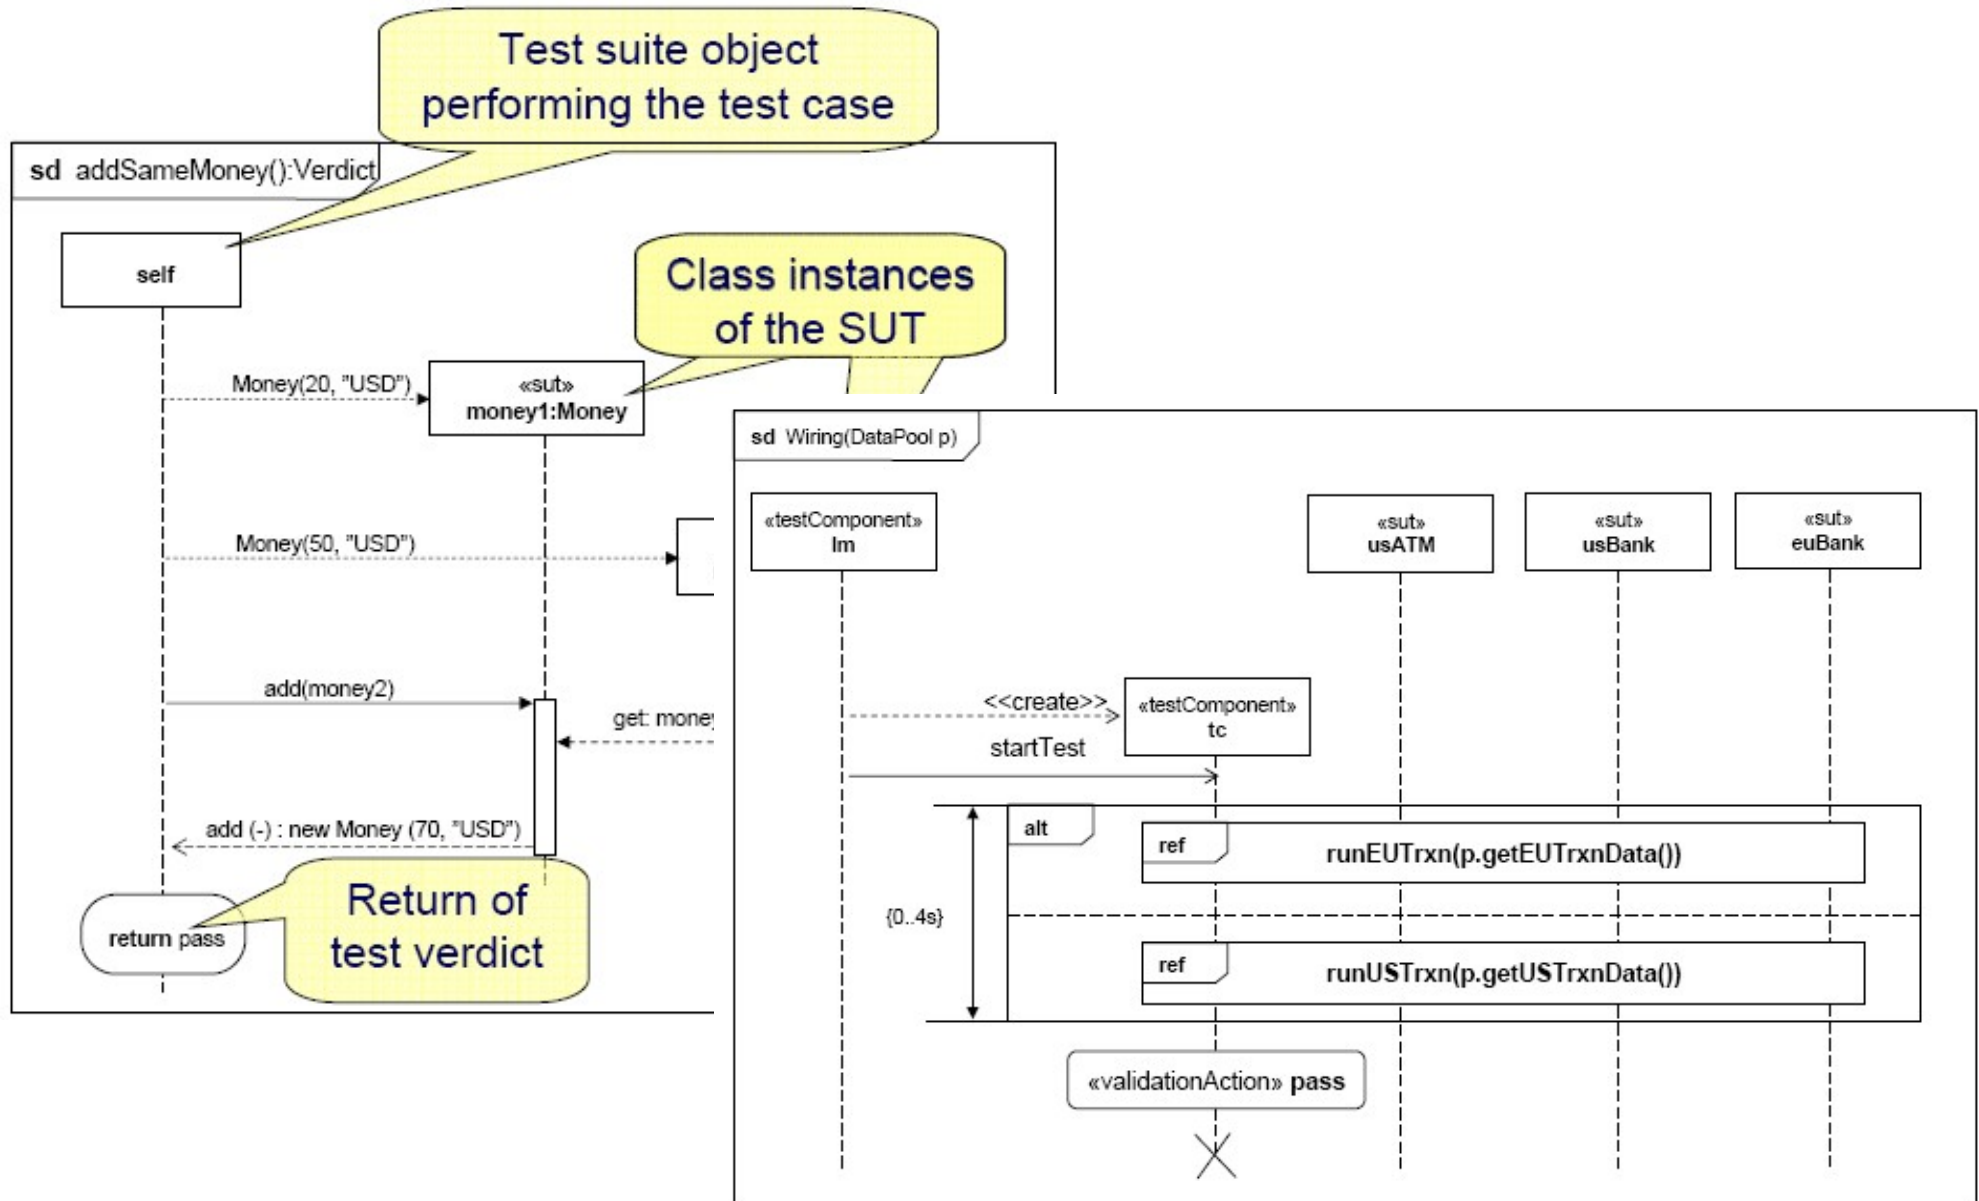 Test suite object
performing the test case
sd addSameMoney():Verdict
self
Class instances
of the SUT
Money(20, "USD")
«sut»
money1:Money
Money(50, "USD")
add(money2)
get: money
add (-) : new Money (70, "USD")
Return of
test verdict
return pass
sd Wiring(DataPool p)
«testComponent»
lm
«sut»
usATM
«sut»
usBank
«sut»
euBank
<<create>>
«testComponent»
tc
startTest
alt
ref
runEUTrxn(p.getEUTrxnData())
{0..4s}
ref
runUSTrxn(p.getUSTrxnData())
«validationAction» pass